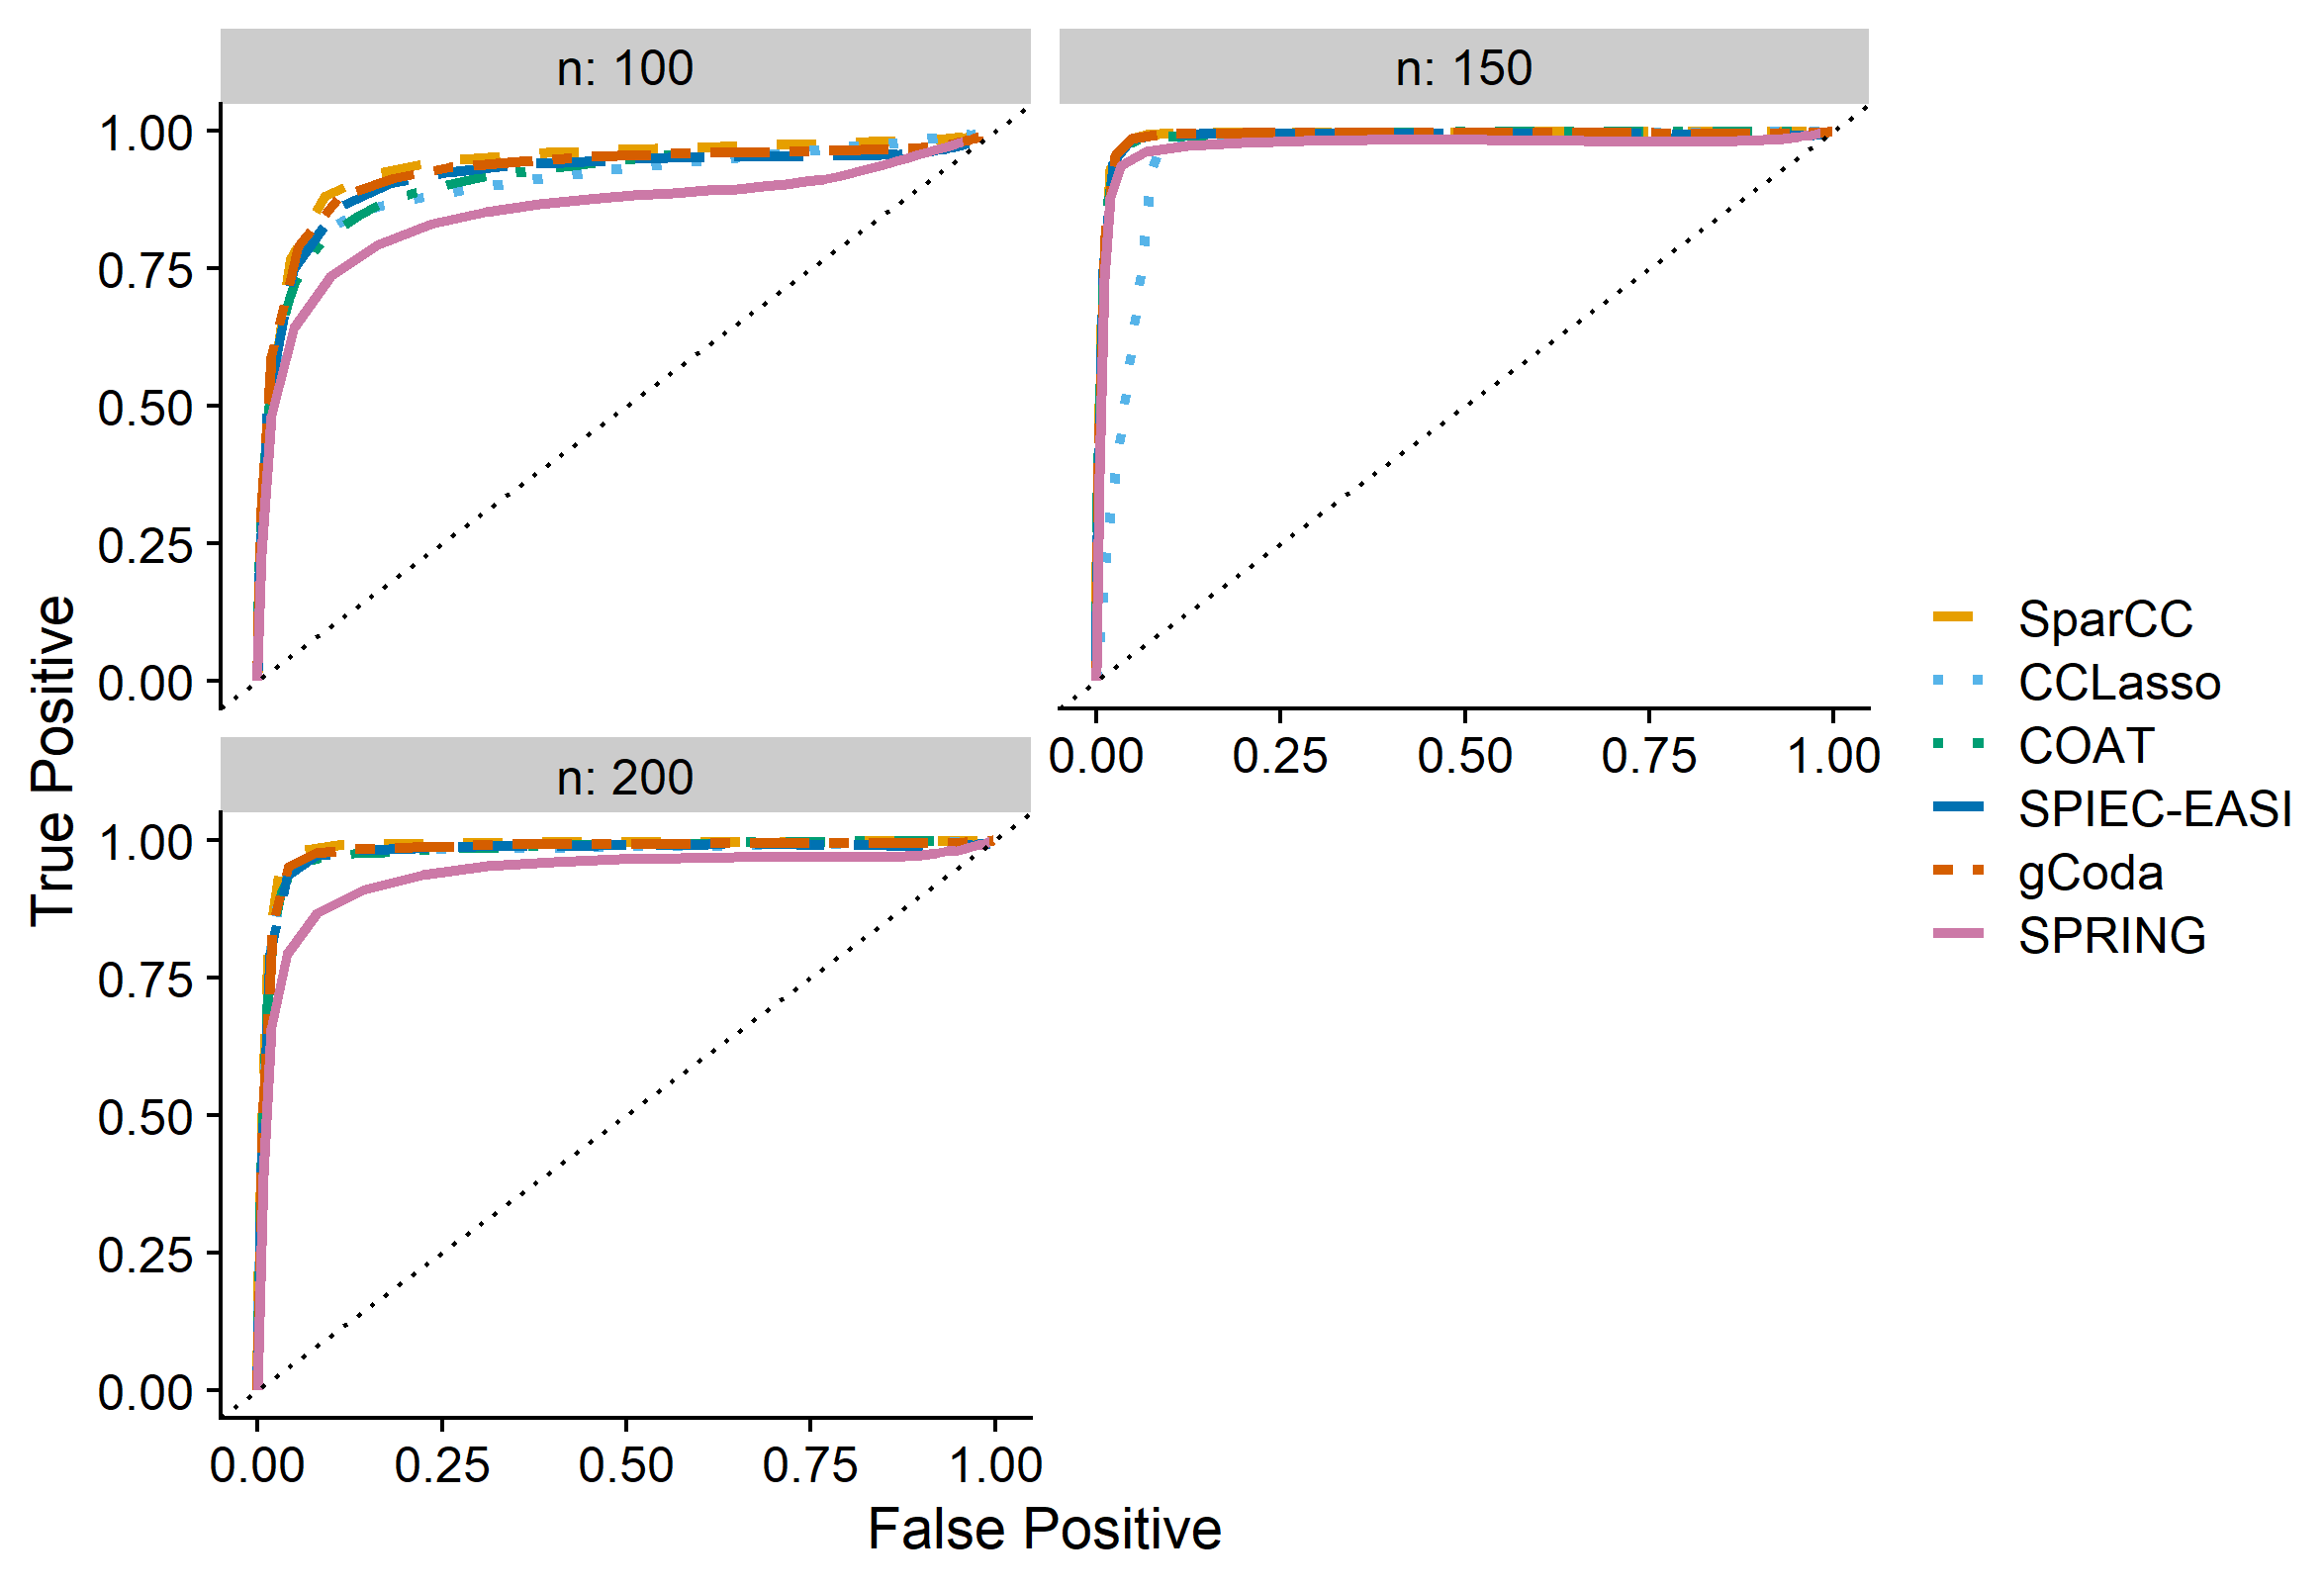 n: 100
n: 150
1.00
0.75
0.50
0.25
0.00
0.00 0.25 0.50 0.75 1.00
n: 200
1.00
0.75
0.50
0.25
0.00
0.00 0.25 0.50 0.75 1.00
True Positive
False Positive
SparCC
CCLasso
COAT
SPIEC-EASI
gCoda
SPRING